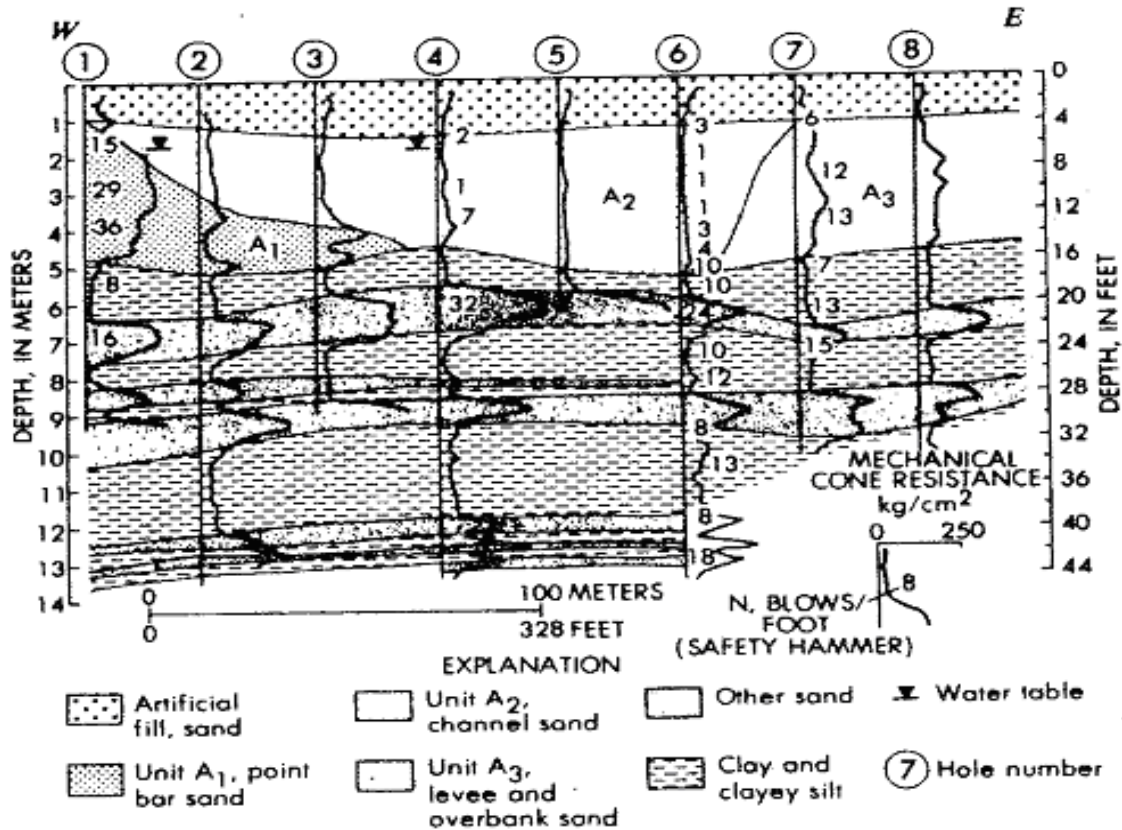 W E
1 2 3 4 5 6 7 8
0
1
2
3
4
5
6
7
8
9
10
11
12
13
14
DEPTH, IN METERS
15
29
36
8
16
A1
2
1
7
32
A2
3
1
1
1
3
4
10
10
10
12
8
13
8
18
6
12
13
7
13
15
A3
0
4
8
12
16
20
24
28
32
36
40
44
DEPTH, IN FEET
MECHANICAL
CONE RESISTANCE
kg/cm2
0 250
8
N, BLOWS/
FOOT
(SAFETY HAMMER)
0 100 METERS
0 328 FEET
EXPLANATION
Artificial
fill, sand
Unit A2,
channel sand
Other sand
Water table
Unit A1, point
bar sand
Unit A3,
levee and
overbank sand
Clay and
clayey silt
7 Hole number